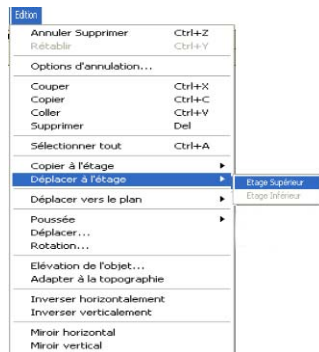 Edition
Annuler Supprimer Ctrl+Z
Rétablir Ctrl+Y
Options d'annulation...
Couper Ctrl+X
Copier Ctrl+C
Coller Ctrl+V
Supprimer Del
Sélectionner tout Ctrl+A
Copier à l'étage
Déplacer à l'étage
Etage Supérieur
Etage Inférieur
Déplacer vers le plan
Poussée
Déplacer...
Rotation...
Elévation de l'objet...
Adapter à la topographie
Inverser horizontalement
Inverser verticalement
Miroir horizontal
Miroir vertical